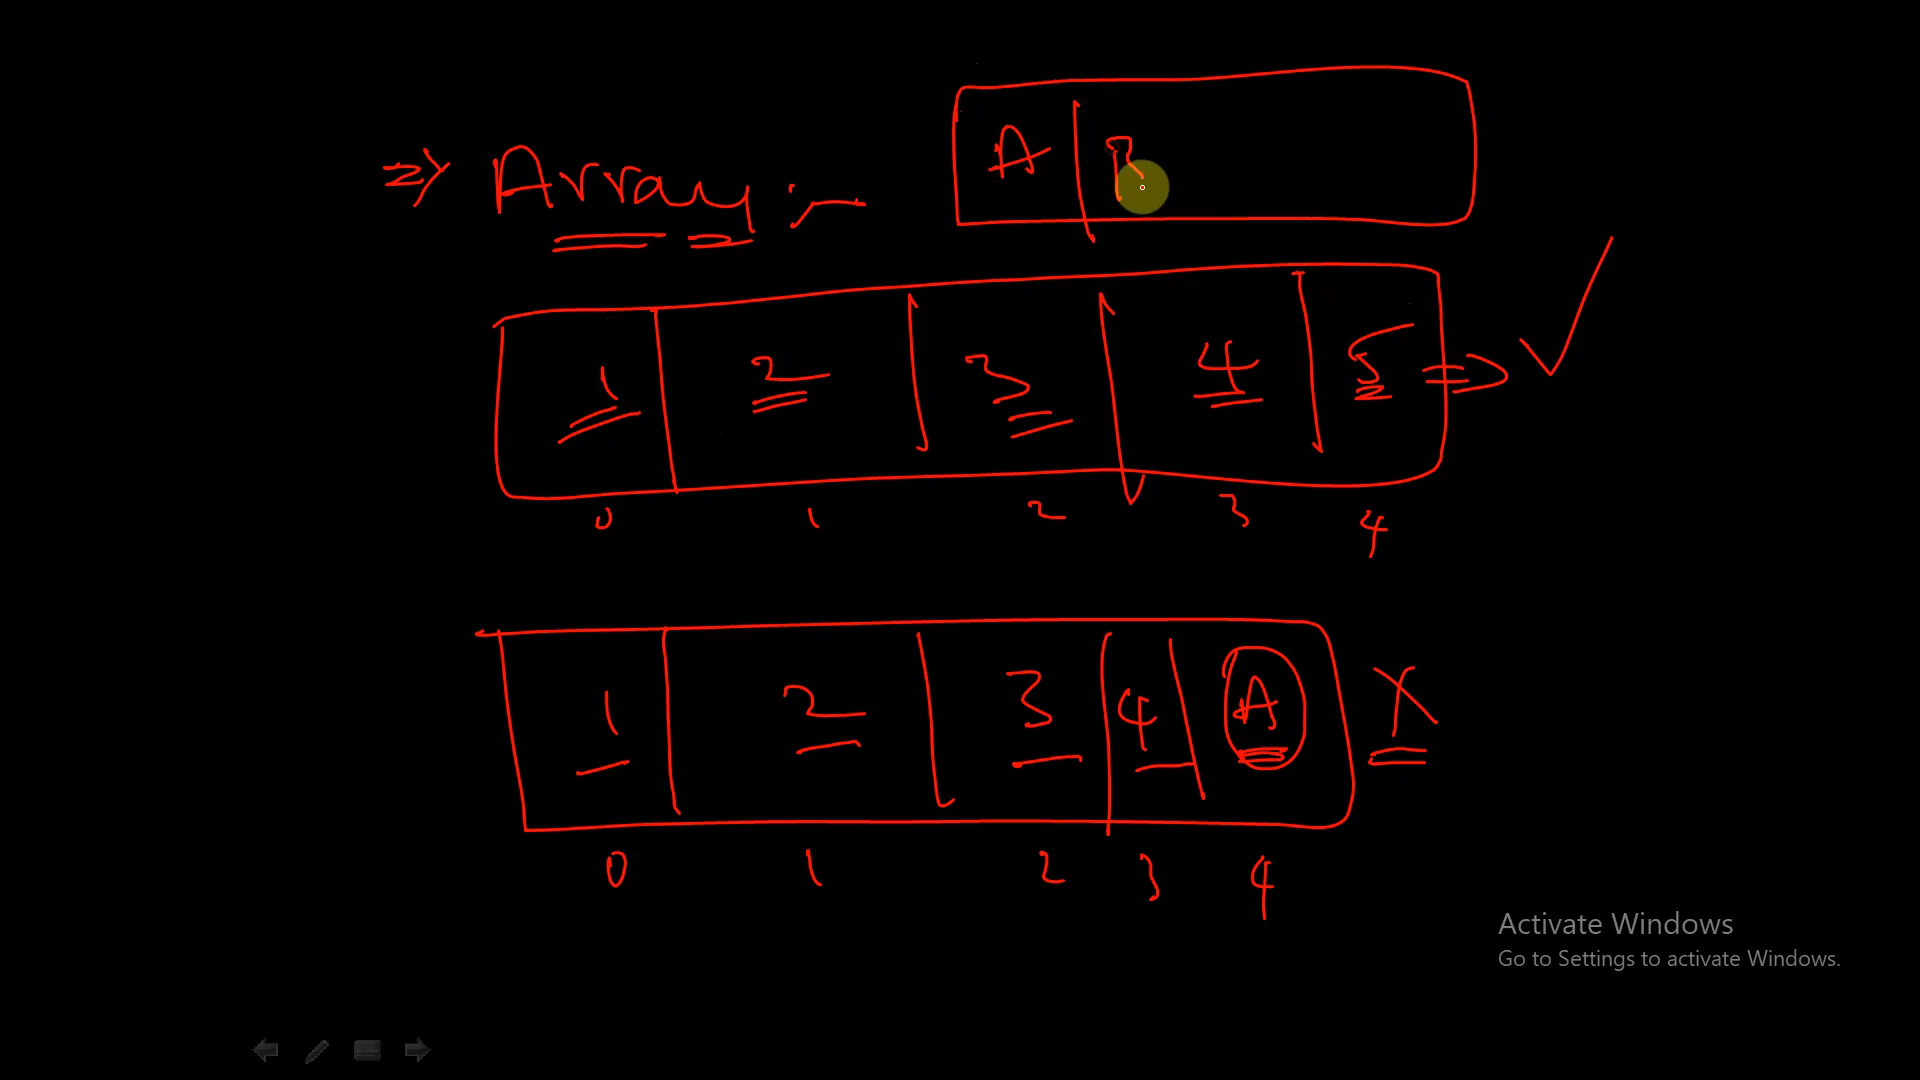 ⇒ Array :-
A
1 2 3 4 5 ⇒ ✓
0 1 2 3 4
1 2 3 4 A X
0 1 2 3 4
Activate Windows
Go to Settings to activate Windows.